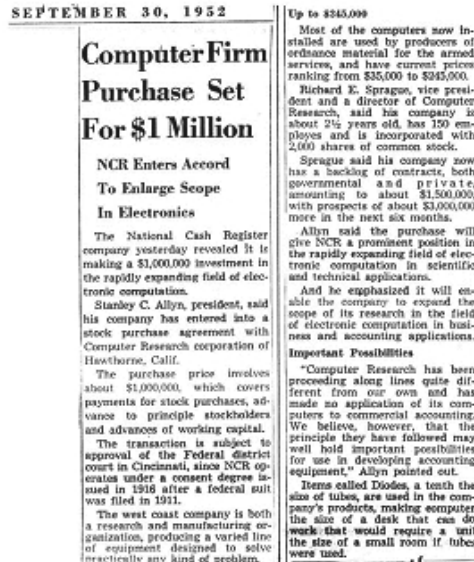 SEPTEMBER 30, 1952
Computer Firm
Purchase Set
For $1 Million
NCR Enters Accord
To Enlarge Scope
In Electronics
The National Cash Register
company yesterday revealed it is
making a $1,000,000 investment in
the rapidly expanding field of elec-
tronic computation.
Stanley C. Allyn, president, said
his company has entered into a
stock purchase agreement with
Computer Research corporation of
Hawthorne, Calif.
The purchase price involves
about $1,000,000, which covers
payments for stock purchases, ad-
vance to principle stockholders
and advances of working capital.
The transaction is subject to
approval of the Federal district
court in Cincinnati, since NCR op-
erates under a consent degree is-
sued in 1916 after a federal suit
was filed in 1911.
The west coast company is both
a research and manufacturing or-
ganization, producing a varied line
of equipment designed to solve
practically any kind of problem.
Up to $245,000
Most of the computers now in-
stalled are used by producers of
ordnance material for the armed
services, and have current prices
ranking from $35,000 to $245,000.
Richard E. Sprague, vice presi-
dent and a director of Computer
Research, said his company is
about 2½ years old, has 150 em-
ployes and is incorporated with
2,000 shares of common stock.
Sprague said his company now
has a backlog of contracts, both
governmental and private,
amounting to about $1,500,000,
with prospects of about $3,000,000
more in the next six months.
Allyn said the purchase will
give NCR a prominent position in
the rapidly expanding field of elec-
tronic computation in scientific
and technical applications.
And he emphasized it will en-
able the company to expand the
scope of its research in the field
of electronic computation in busi-
ness and accounting applications.
Important Possibilities
"Computer Research has been
proceeding along lines quite dif-
ferent from our own and has
made no application of its com-
puters to commercial accounting.
We believe, however, that the
principle they have followed may
well hold important possibilities
for use in developing accounting
equipment," Allyn pointed out.
Items called Diodes, a tenth the
size of tubes, are used in the com-
pany's products, making computer
the size of a desk that can do
work that would require a unit
the size of a small room if tubes
were used.